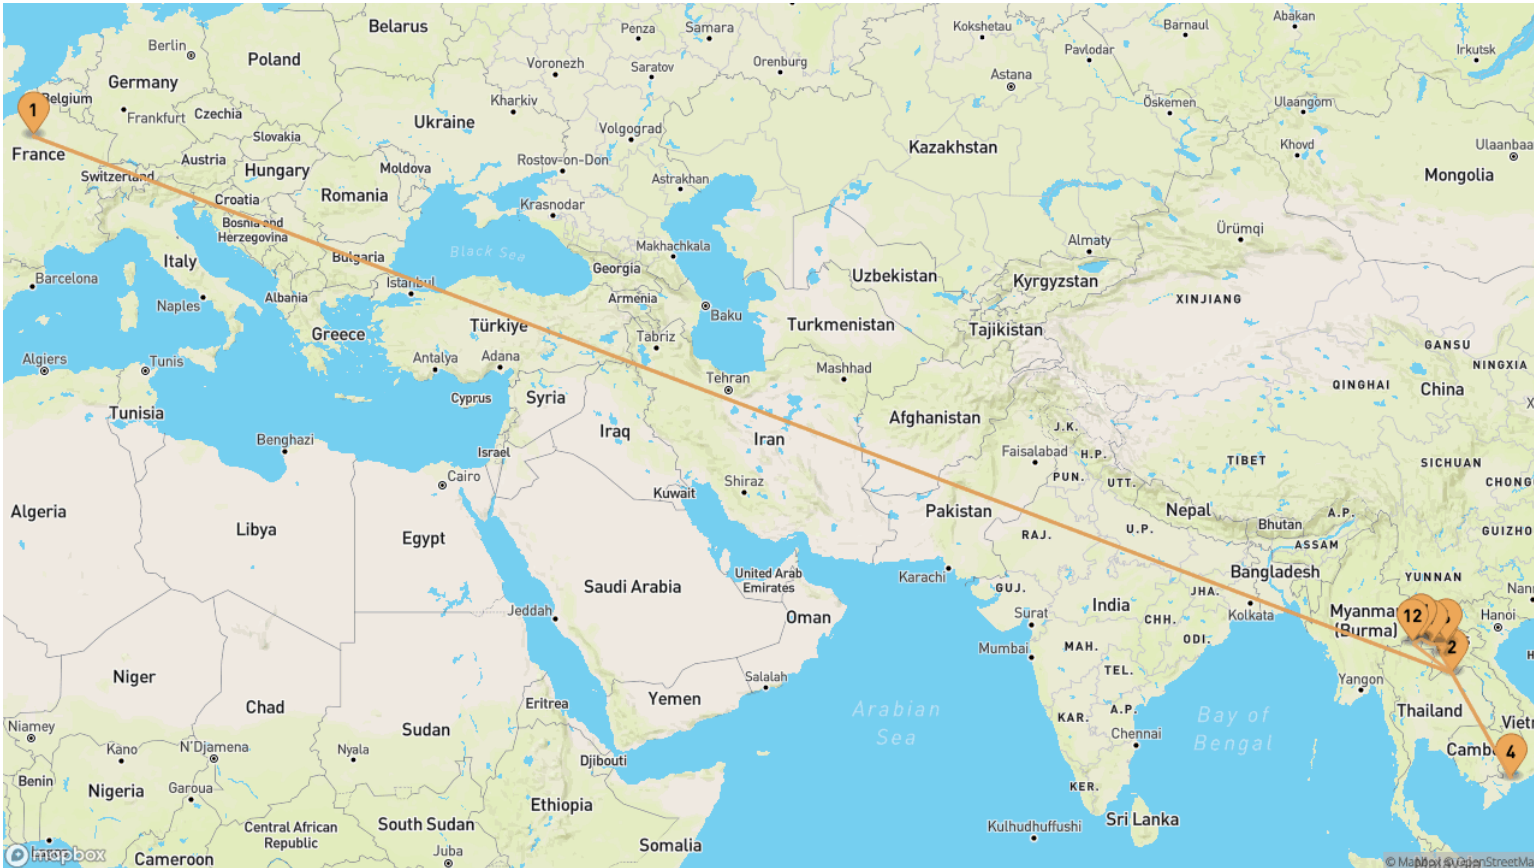 Belarus
Penza
Samara
Kokshetau
Barnaul
Abakan
Berlin
Poland
Voronezh
Saratov
Orenburg
Pavlodar
Astana
Irkutsk
Germany
Belgium
1
Frankfurt
Czechia
Kharkiv
Ukraine
Volgograd
Öskemen
Ulaangom
Slovakia
France
Austria
Hungary
Moldova
Rostov-on-Don
Kazakhstan
Khovd
Ulaanbaa
Switzerland
Croatia
Romania
Astrakhan
Mongolia
Bosnia and
Herzegovina
Krasnodar
Black Sea
Makhachkala
Almaty
Ürümqi
Italy
Bulgaria
Georgia
Uzbekistan
Kyrgyzstan
Barcelona
Istanbul
Naples
Albania
Armenia
Baku
XINJIANG
Greece
Türkiye
Tabriz
Turkmenistan
Tajikistan
GANSU
Algiers
Tunis
Antalya
Adana
Tehran
Mashhad
NINGXIA
QINGHAI
China
Tunisia
Cyprus
Syria
Afghanistan
J.K.
Benghazi
Iraq
Iran
Israel
Faisalabad
H.P.
TIBET
SICHUAN
Cairo
Kuwait
Shiraz
PUN.
UTT.
CHONG
Algeria
Libya
Egypt
Pakistan
RAJ.
U.P.
Nepal
Bhutan
A.P.
ASSAM
GUIZHO
Saudi Arabia
United Arab
Emirates
Karachi
GUJ.
JHA.
Bangladesh
YUNNAN
Nann
Jeddah
Oman
Surat
India
CHH.
Kolkata
Myanmar
(Burma)
12
2
Hanoi
Mumbai
MAH.
ODI.
Niger
Salalah
TEL.
Yangon
Chad
Eritrea
Yemen
Arabian
Sea
KAR.
A.P.
Bay of
Bengal
Thailand
Vietn
Niamey
Kano
N'Djamena
Sudan
Nyala
Chennai
Camb
4
Benin
Nigeria
Garoua
Djibouti
KER.
Ethiopia
Central African
Republic
South Sudan
Juba
Somalia
Kulhudhuffushi
Sri Lanka
mapbox
Cameroon
© Mapbox © OpenStreetMa